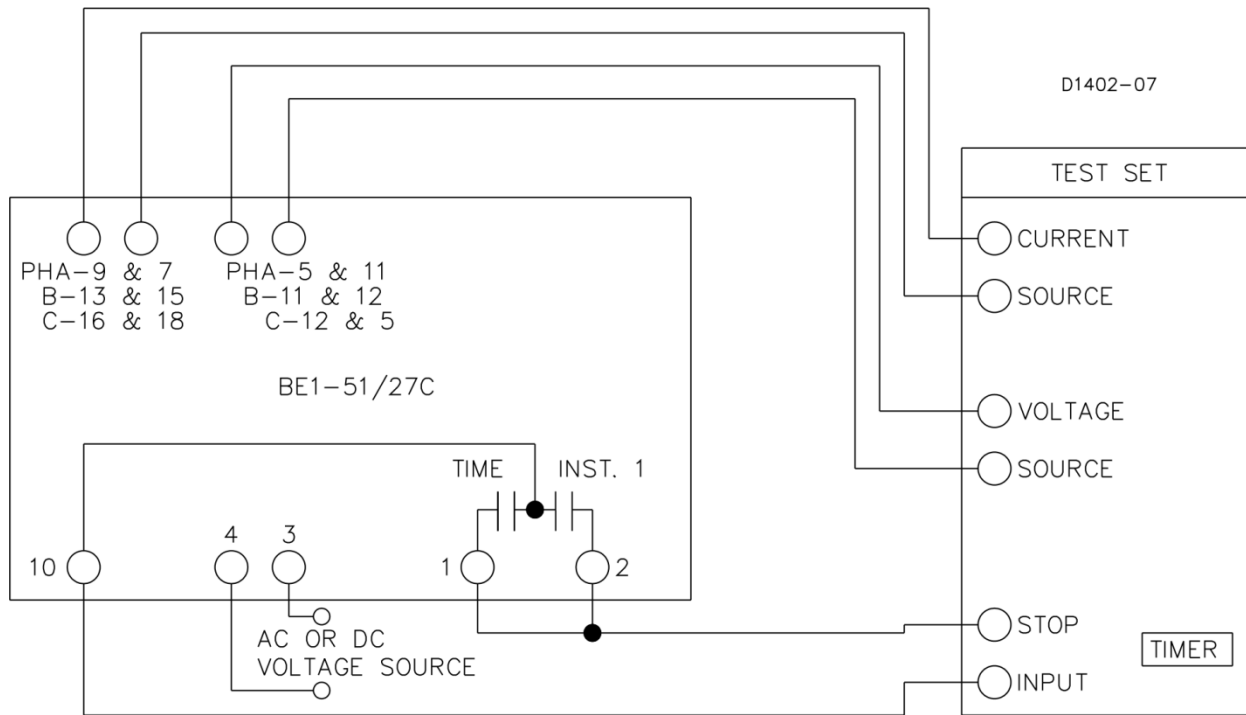 D1402-07
TEST SET
CURRENT
PHA-9 & 7
PHA-5 & 11
B-13 & 15
B-11 & 12
SOURCE
C-16 & 18
C-12 & 5
BE1-51/27C
VOLTAGE
TIME
INST. 1
SOURCE
4
3
10
1
2
AC OR DC
VOLTAGE SOURCE
STOP
TIMER
INPUT